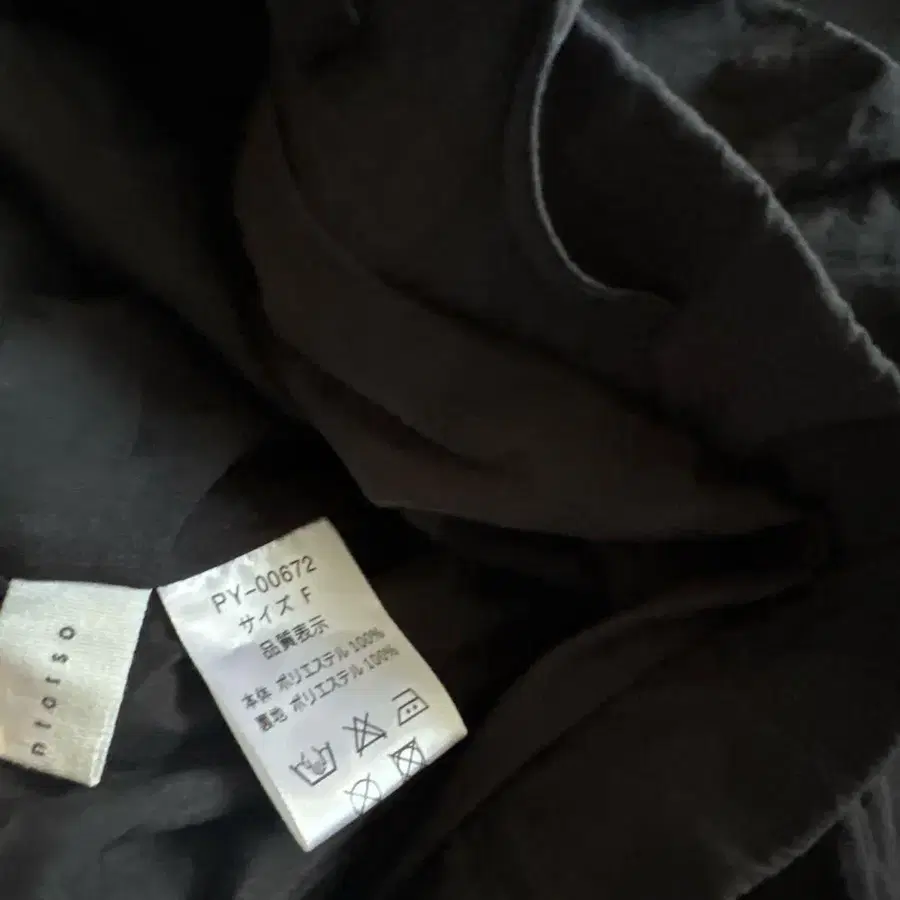 ntorso
PY-00672
サイズ F
品質表示
本体 ポリエステル 100%
裏地 ポリエステル 100%